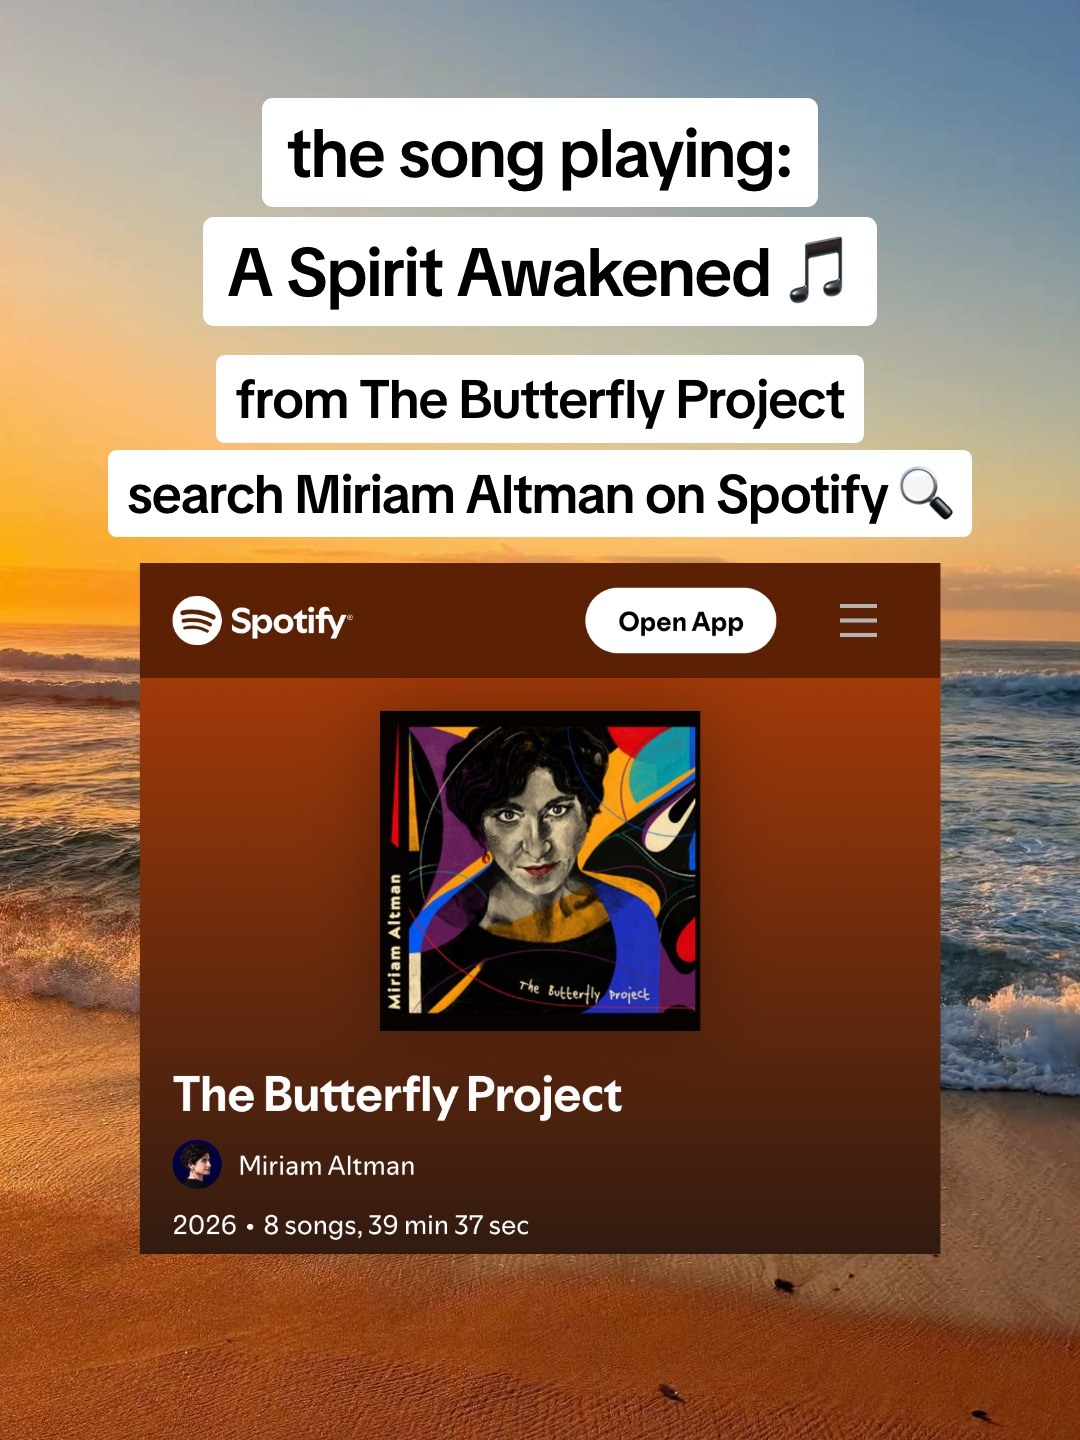 the song playing:
A Spirit Awakened 🎵
from The Butterfly Project
search Miriam Altman on Spotify 🔍
Spotify®
Open App
Miriam Altman
The Butterfly Project
The Butterfly Project
Miriam Altman
2026 • 8 songs, 39 min 37 sec